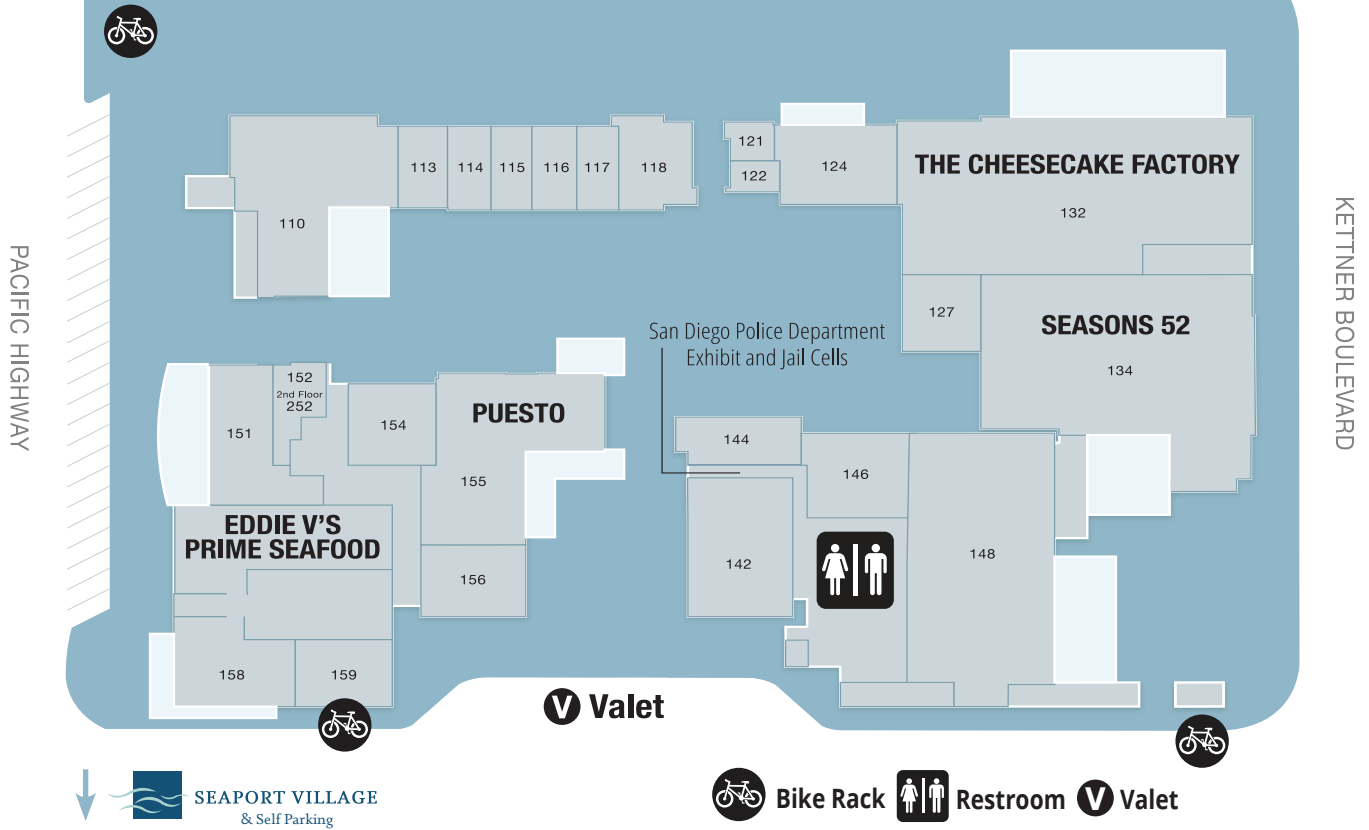 113
114
115
116
117
118
121
122
124
THE CHEESECAKE FACTORY
132
110
PACIFIC HIGHWAY
KETTNER BOULEVARD
127
SEASONS 52
134
San Diego Police Department
Exhibit and Jail Cells
152
2nd Floor
252
151
154
PUESTO
155
144
146
EDDIE V'S
PRIME SEAFOOD
156
142
148
158
159
V Valet
SEAPORT VILLAGE
& Self Parking
Bike Rack
Restroom
V Valet